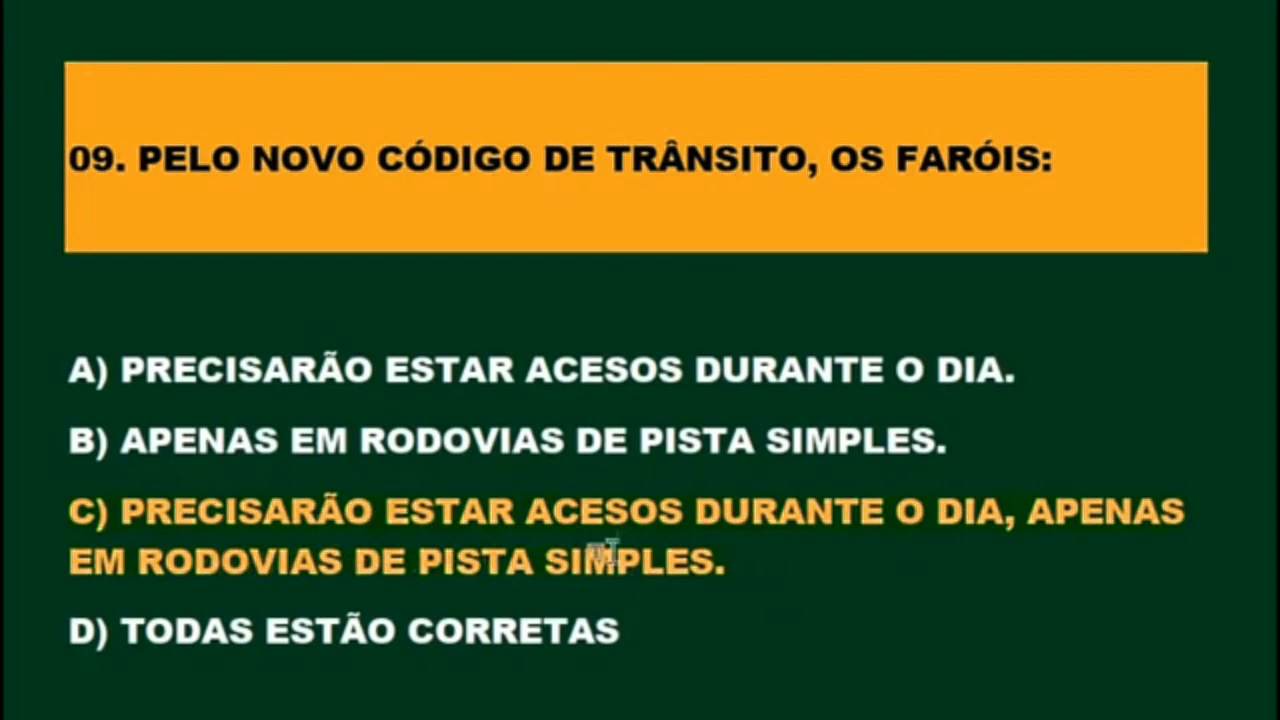 09. PELO NOVO CÓDIGO DE TRÂNSITO, OS FARÓIS:
A) PRECISARÃO ESTAR ACESOS DURANTE O DIA.
B) APENAS EM RODOVIAS DE PISTA SIMPLES.
C) PRECISARÃO ESTAR ACESOS DURANTE O DIA, APENAS
EM RODOVIAS DE PISTA SIMPLES.
D) TODAS ESTÃO CORRETAS